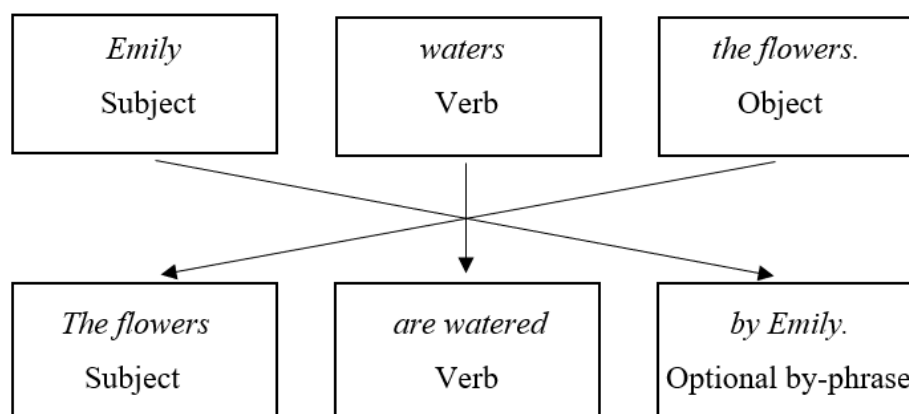 Emily
Subject
waters
Verb
the flowers.
Object
The flowers
Subject
are watered
Verb
by Emily.
Optional by-phrase